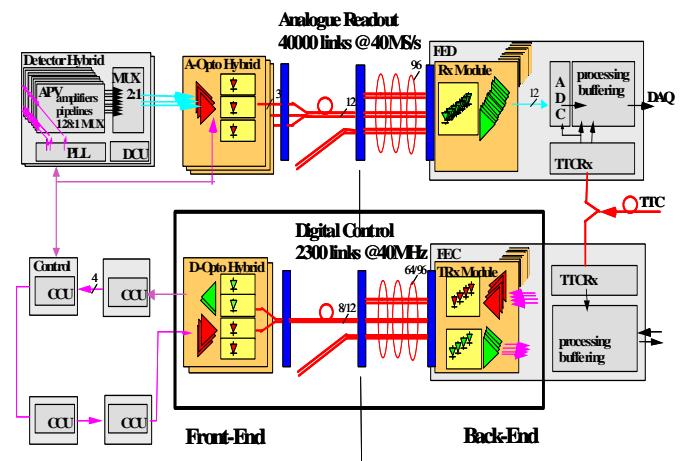 Analogue Readout
40000 links @40MS/s
Detector Hybrid
MUX
2:1
APV
amplifiers
pipelines
128:1 MUX
PLL
DCU
A-Opto Hybrid
3
12
96
FED
Rx Module
12
A
D
C
processing
buffering
DAQ
TTCRx
TTC
Digital Control
2300 links @40MHz
Control
CCU
4
CCU
D-Opto Hybrid
8/12
64/96
FEC
TRx Module
TTCRx
processing
buffering
CCU
CCU
Front-End
Back-End